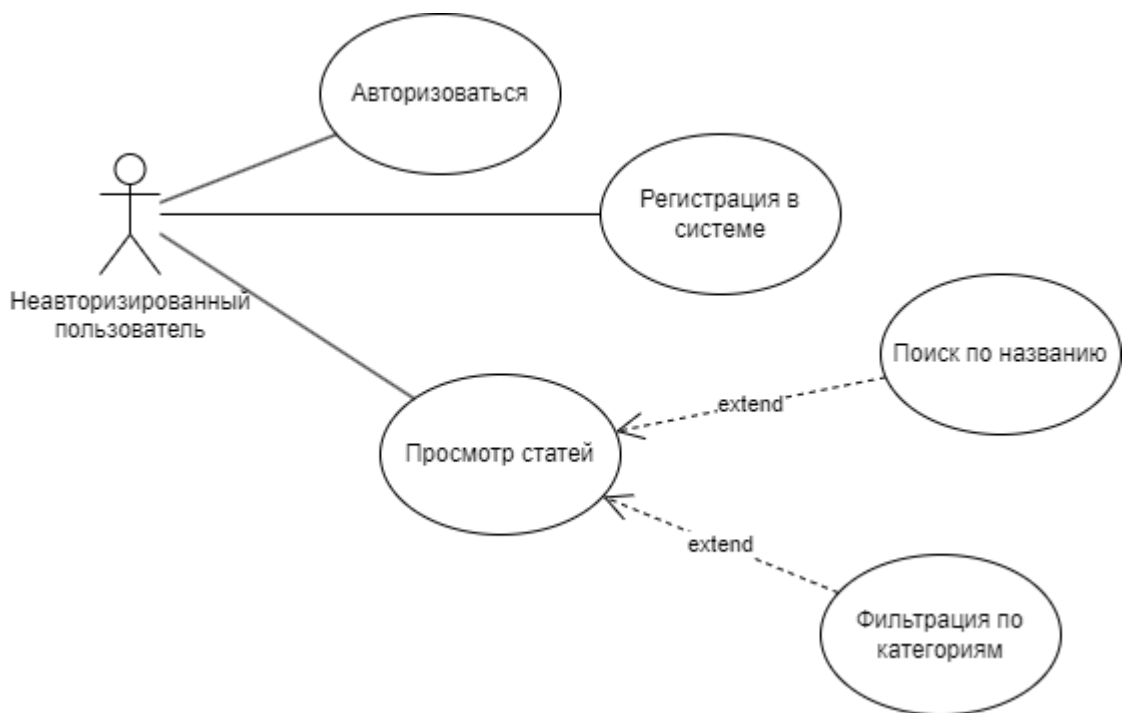 Авторизоваться
Регистрация в
системе
Неавторизированный
пользователь
Поиск по названию
extend
Просмотр статей
extend
Фильтрация по
категориям